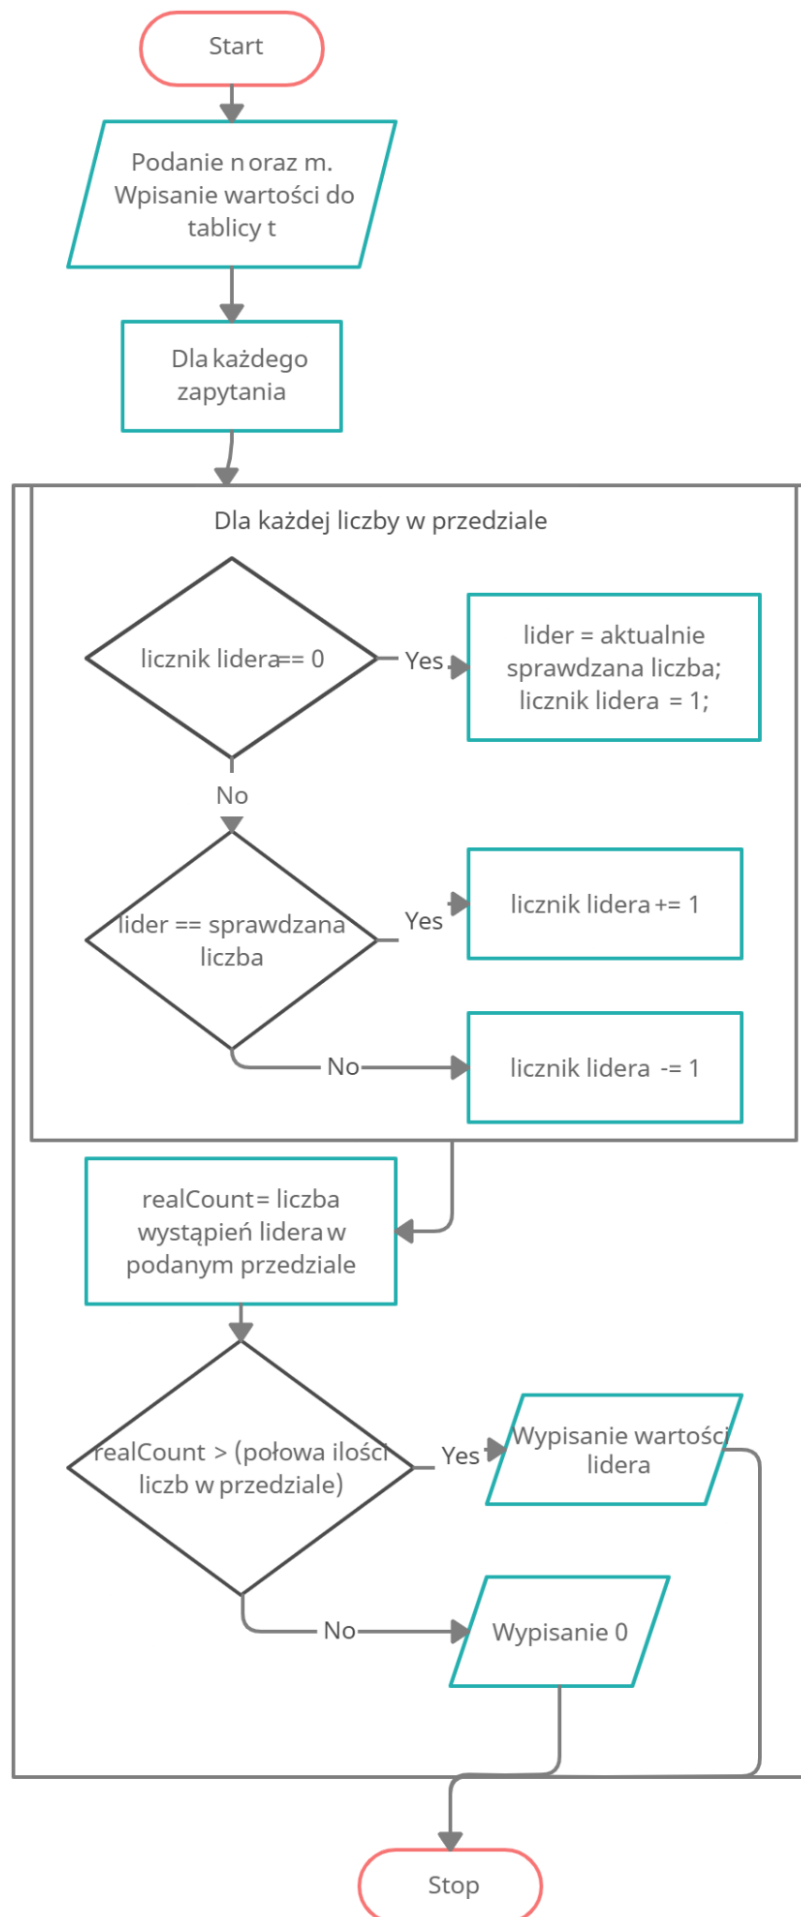 Start
Podanie n oraz m.
Wpisanie wartości do
tablicy t
Dla każdego
zapytania
Dla każdej liczby w przedziale
licznik lidera== 0
Yes
lider = aktualnie
sprawdzana liczba;
licznik lidera = 1;
No
lider == sprawdzana
liczba
Yes
licznik lidera += 1
No
licznik lidera -= 1
realCount = liczba
wystąpień lidera w
podanym przedziale
realCount > (połowa ilości
liczb w przedziale)
Yes
Wypisanie wartości
lidera
No
Wypisanie 0
Stop